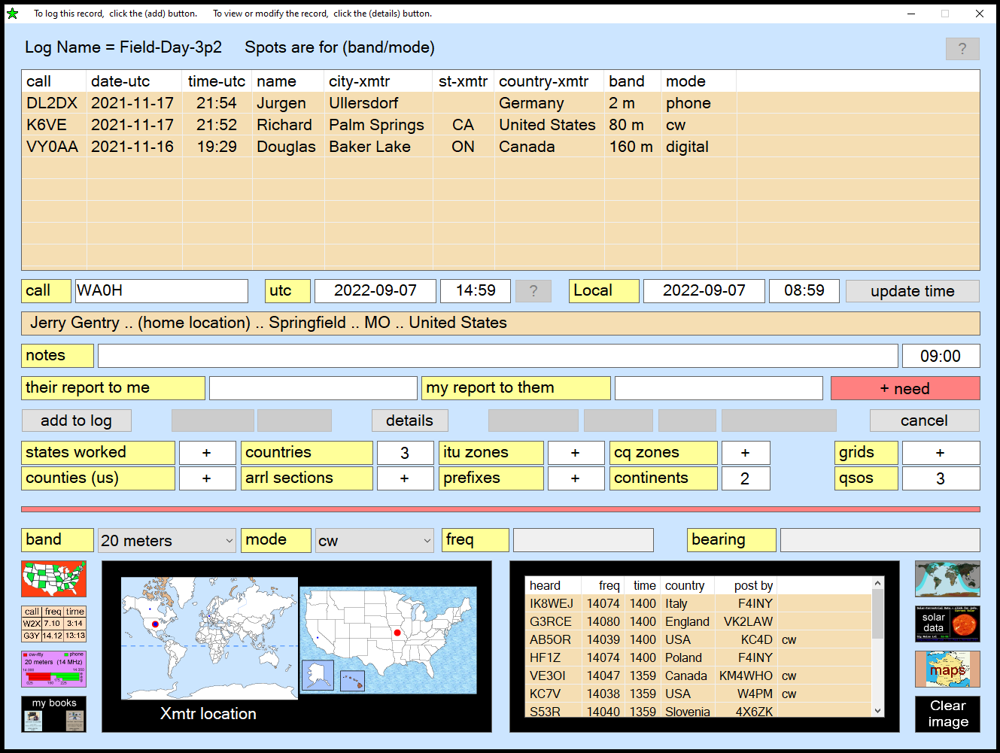 To log this record, click the (add) button. To view or modify the record, click the (details) button.
Log Name = Field-Day-3p2 Spots are for (band/mode) ?
call date-utc time-utc name city-xmtr st-xmtr country-xmtr band mode
DL2DX 2021-11-17 21:54 Jurgen Ullersdorf Germany 2 m phone
K6VE 2021-11-17 21:52 Richard Palm Springs CA United States 80 m cw
VY0AA 2021-11-16 19:29 Douglas Baker Lake ON Canada 160 m digital
call WA0H utc 2022-09-07 14:59 ? Local 2022-09-07 08:59 update time
Jerry Gentry .. (home location) .. Springfield .. MO .. United States
notes 09:00
their report to me my report to them + need
add to log details cancel
states worked + countries 3 itu zones + cq zones + grids +
counties (us) + arrl sections + prefixes + continents 2 qsos 3
band 20 meters mode cw freq bearing
call freq time
W2X 7.10 3:14
G3Y 14.12 13:13
cw-rtty phone
20 meters (14 MHz)
14.000 14.350
025 150 175 225
my books
Xmtr location
heard freq time country post by
IK8WEJ 14074 1400 Italy F4INY
G3RCE 14080 1400 England VK2LAW
AB5OR 14039 1400 USA KC4D cw
HF1Z 14074 1400 Poland F4INY
VE3OI 14047 1359 Canada KM4WHO cw
KC7V 14038 1359 USA W4PM cw
S53R 14040 1359 Slovenia 4X6ZK
solar
data
maps
Clear
image